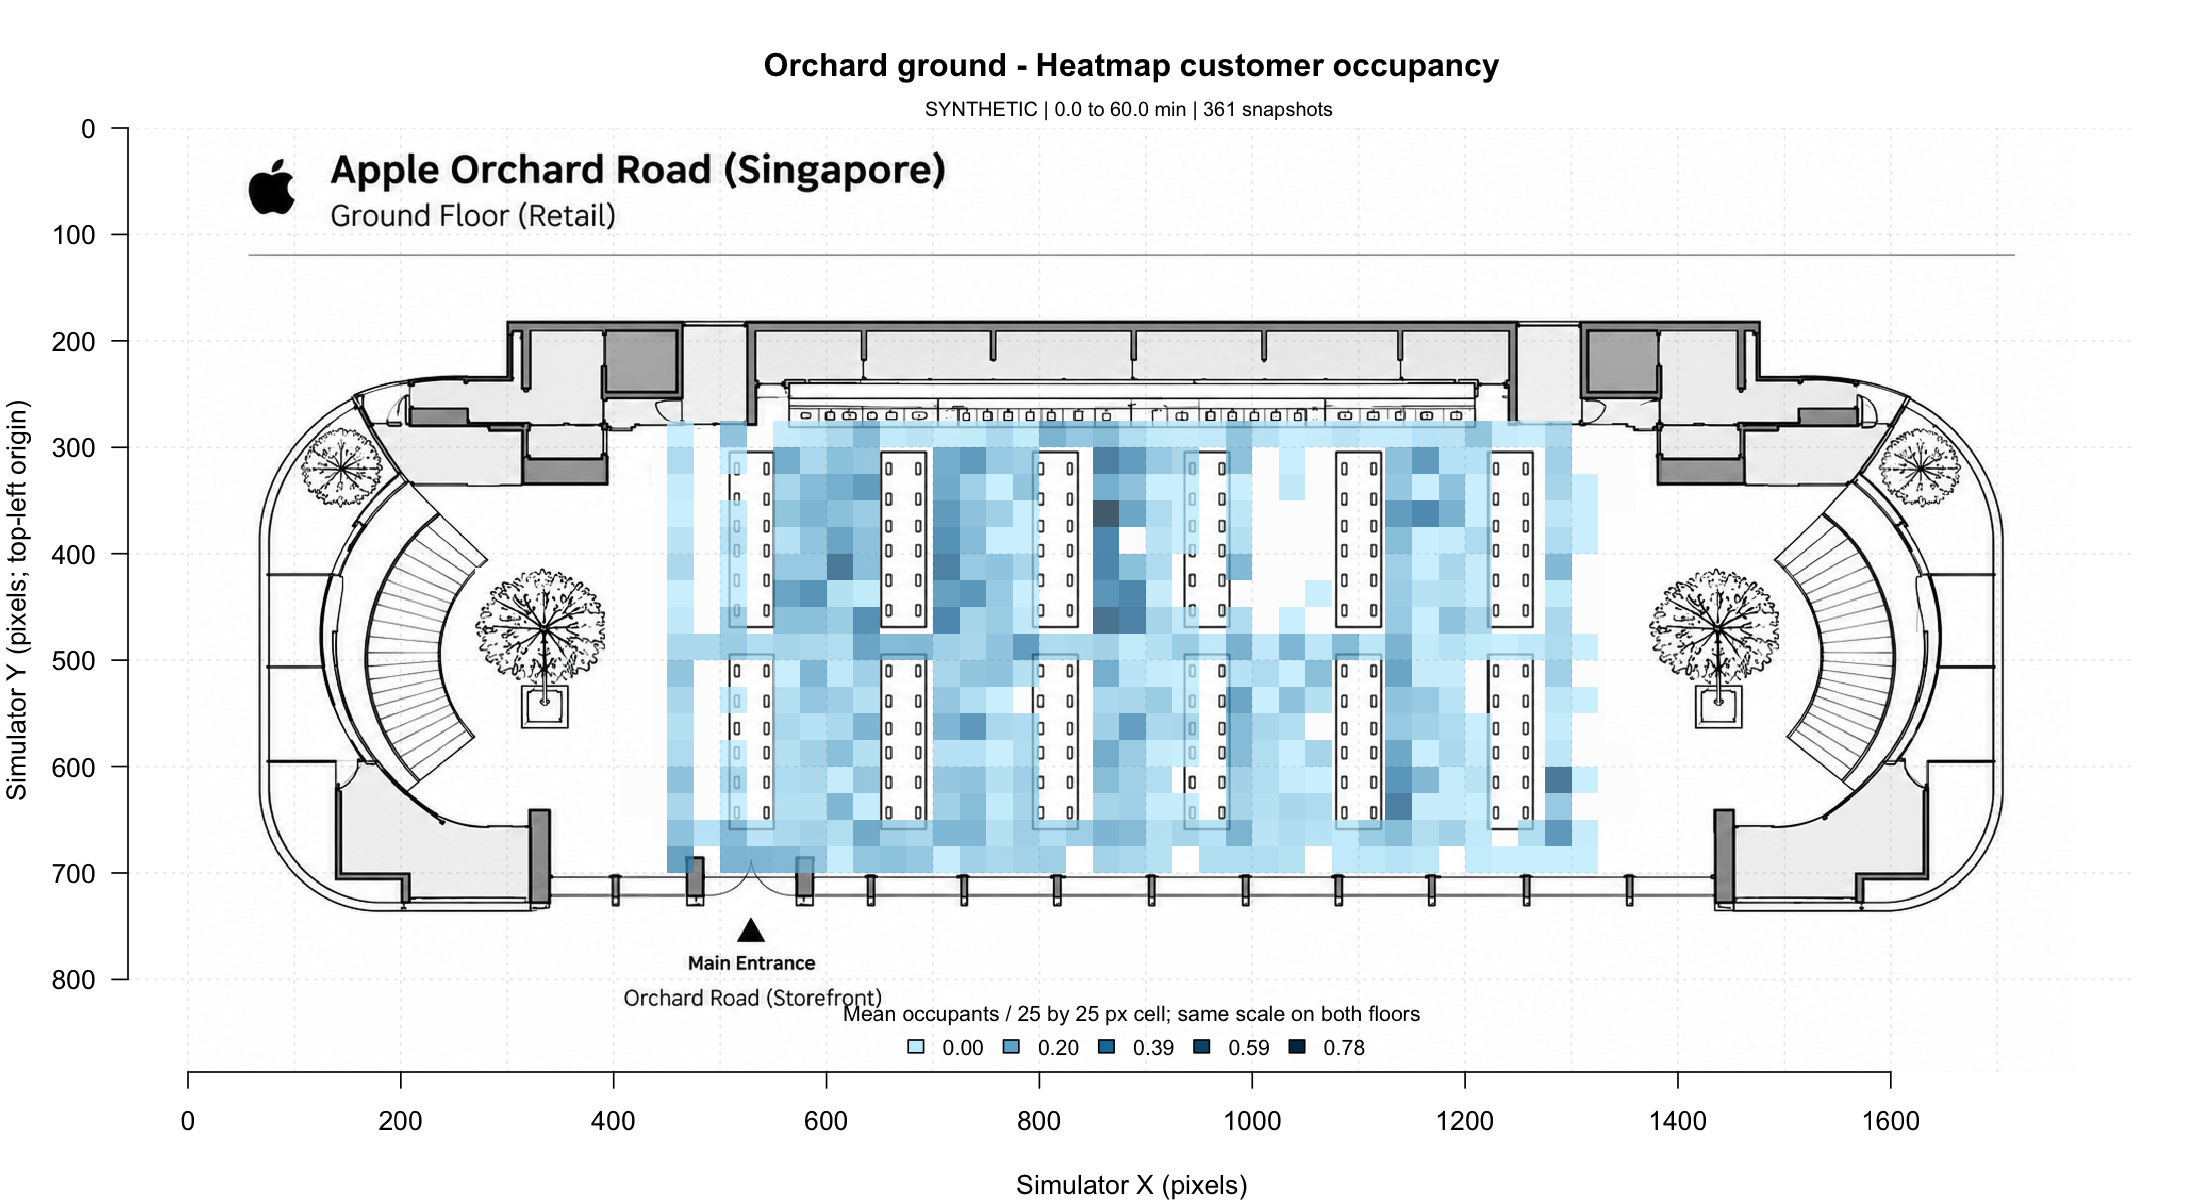 Orchard ground - Heatmap customer occupancy
SYNTHETIC | 0.0 to 60.0 min | 361 snapshots
Apple Orchard Road (Singapore)
Ground Floor (Retail)
Simulator Y (pixels; top-left origin)
0
100
200
300
400
500
600
700
800
Main Entrance
Orchard Road (Storefront)
Mean occupants / 25 by 25 px cell; same scale on both floors
0.00 0.20 0.39 0.59 0.78
0 200 400 600 800 1000 1200 1400 1600
Simulator X (pixels)